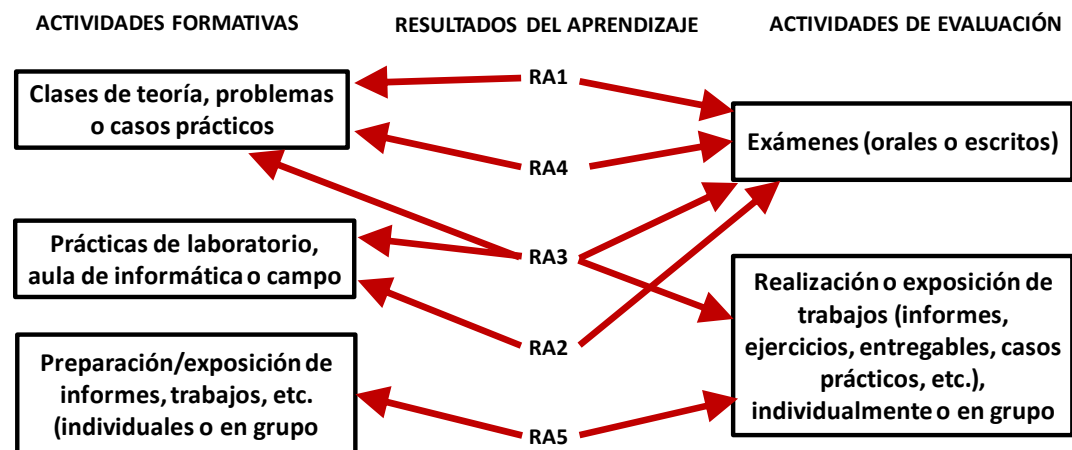 ACTIVIDADES FORMATIVAS
RESULTADOS DEL APRENDIZAJE
ACTIVIDADES DE EVALUACIÓN
Clases de teoría, problemas
o casos prácticos
Prácticas de laboratorio,
aula de informática o campo
Preparación/exposición de
informes, trabajos, etc.
(individuales o en grupo
RA1
RA4
RA3
RA2
RA5
Exámenes (orales o escritos)
Realización o exposición de
trabajos (informes,
ejercicios, entregables, casos
prácticos, etc.),
individualmente o en grupo